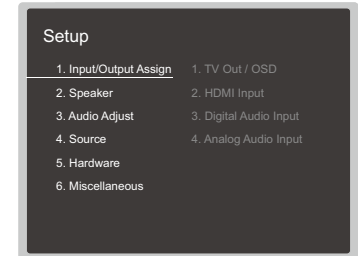 Setup
1. Input/Output Assign
2. Speaker
3. Audio Adjust
4. Source
5. Hardware
6. Miscellaneous
1. TV Out / OSD
2. HDMI Input
3. Digital Audio Input
4. Analog Audio Input